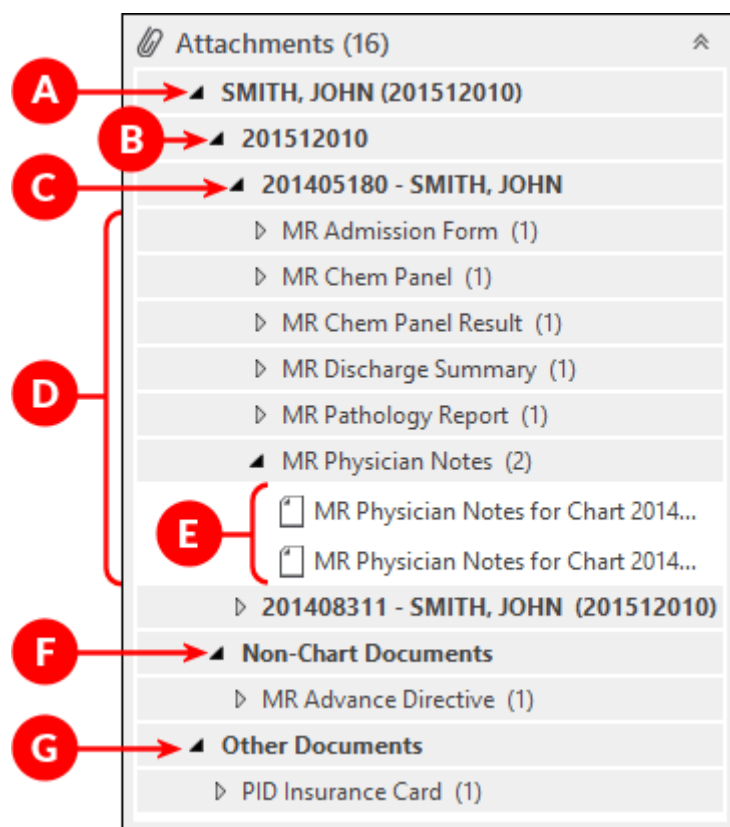 Attachments (16)
A
SMITH, JOHN (201512010)
B
201512010
C
201405180 - SMITH, JOHN
MR Admission Form (1)
MR Chem Panel (1)
MR Chem Panel Result (1)
MR Discharge Summary (1)
D
MR Pathology Report (1)
MR Physician Notes (2)
MR Physician Notes for Chart 2014...
E
MR Physician Notes for Chart 2014...
201408311 - SMITH, JOHN (201512010)
F
Non-Chart Documents
MR Advance Directive (1)
G
Other Documents
PID Insurance Card (1)